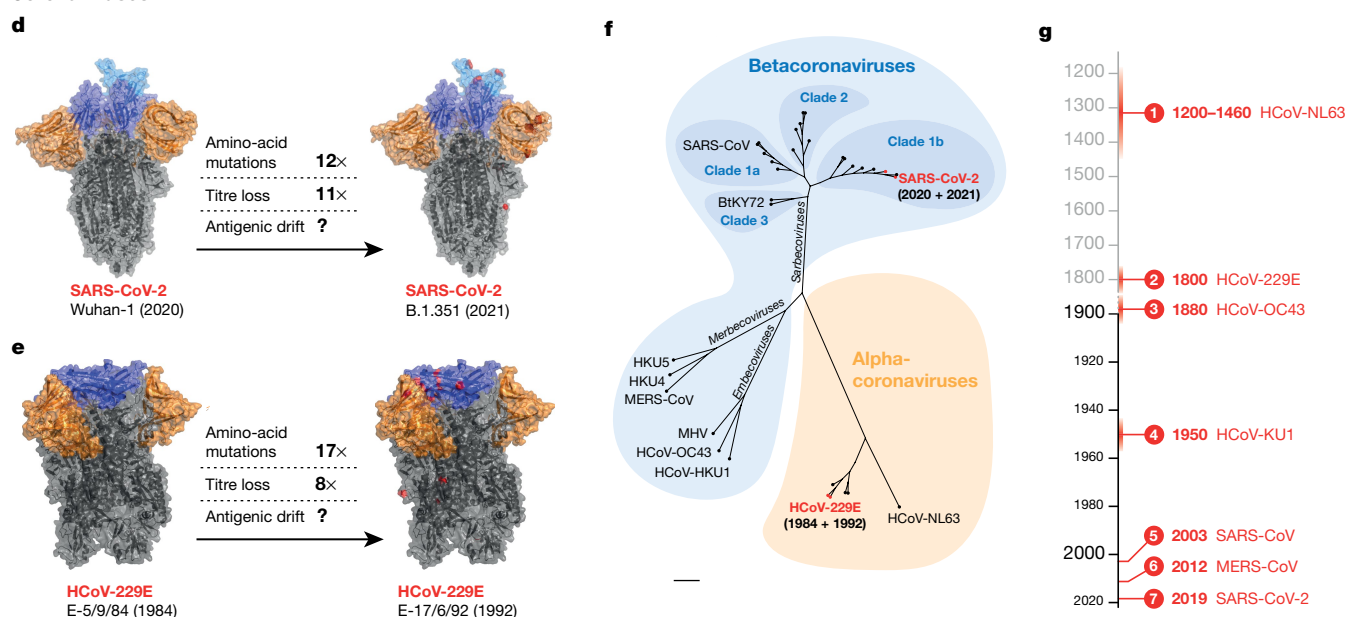 d
Amino-acid
mutations 12×
Titre loss 11×
Antigenic drift ?
SARS-CoV-2
Wuhan-1 (2020)
SARS-CoV-2
B.1.351 (2021)
e
Amino-acid
mutations 17×
Titre loss 8×
Antigenic drift ?
HCoV-229E
E-5/9/84 (1984)
HCoV-229E
E-17/6/92 (1992)
f
Betacoronaviruses
Clade 2
Clade 1b
SARS-CoV
Clade 1a
SARS-CoV-2
(2020 + 2021)
BtKY72
Clade 3
Sarbecoviruses
Merbecoviruses
Embecoviruses
HKU5
HKU4
MERS-CoV
MHV
HCoV-OC43
HCoV-HKU1
Alpha-
coronaviruses
HCoV-229E
(1984 + 1992)
HCoV-NL63
g
1200
1300
1 1200–1460 HCoV-NL63
1400
1500
1600
1700
1800
2 1800 HCoV-229E
3 1880 HCoV-OC43
1900
1920
1940
4 1950 HCoV-KU1
1960
1980
5 2003 SARS-CoV
2000
6 2012 MERS-CoV
7 2019 SARS-CoV-2
2020